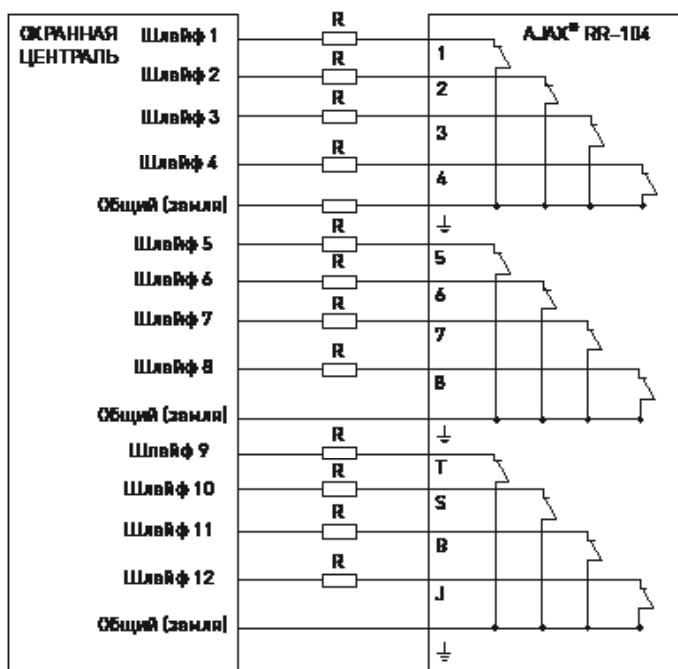 ОХРАННАЯ
ЦЕНТРАЛЬ
AJAX® RR-104
Шлейф 1
R
1
Шлейф 2
R
2
Шлейф 3
R
3
Шлейф 4
R
4
Общий (земля)
R
Шлейф 5
5
R
Шлейф 6
6
R
Шлейф 7
7
R
Шлейф 8
8
Общий (земля)
R
Шлейф 9
T
R
Шлейф 10
S
R
Шлейф 11
B
R
Шлейф 12
J
Общий (земля)